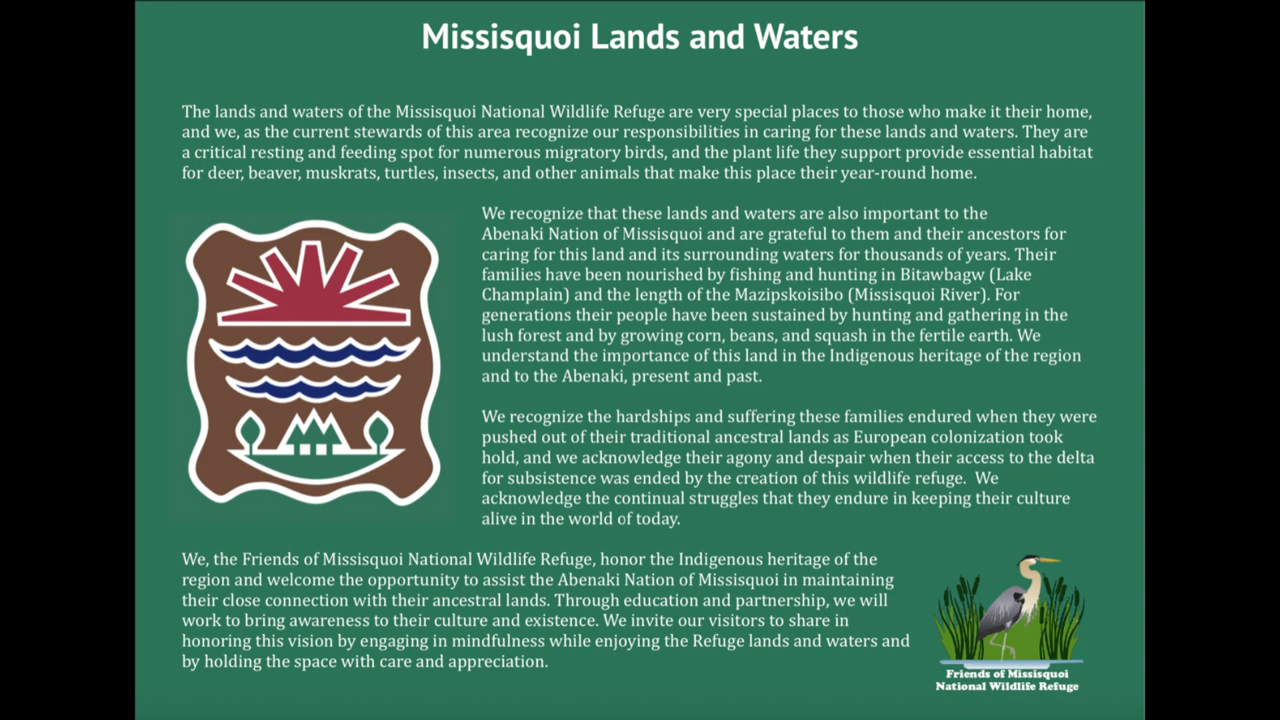 Missisquoi Lands and Waters
The lands and waters of the Missisquoi National Wildlife Refuge are very special places to those who make it their home,
and we, as the current stewards of this area recognize our responsibilities in caring for these lands and waters. They are
a critical resting and feeding spot for numerous migratory birds, and the plant life they support provide essential habitat
for deer, beaver, muskrats, turtles, insects, and other animals that make this place their year-round home.
We recognize that these lands and waters are also important to the
Abenaki Nation of Missisquoi and are grateful to them and their ancestors for
caring for this land and its surrounding waters for thousands of years. Their
families have been nourished by fishing and hunting in Bitawbagw (Lake
Champlain) and the length of the Mazipskoisibo (Missisquoi River). For
generations their people have been sustained by hunting and gathering in the
lush forest and by growing corn, beans, and squash in the fertile earth. We
understand the importance of this land in the Indigenous heritage of the region
and to the Abenaki, present and past.
We recognize the hardships and suffering these families endured when they were
pushed out of their traditional ancestral lands as European colonization took
hold, and we acknowledge their agony and despair when their access to the delta
for subsistence was ended by the creation of this wildlife refuge. We
acknowledge the continual struggles that they endure in keeping their culture
alive in the world of today.
We, the Friends of Missisquoi National Wildlife Refuge, honor the Indigenous heritage of the
region and welcome the opportunity to assist the Abenaki Nation of Missisquoi in maintaining
their close connection with their ancestral lands. Through education and partnership, we will
work to bring awareness to their culture and existence. We invite our visitors to share in
honoring this vision by engaging in mindfulness while enjoying the Refuge lands and waters and
by holding the space with care and appreciation.
Friends of Missisquoi
National Wildlife Refuge